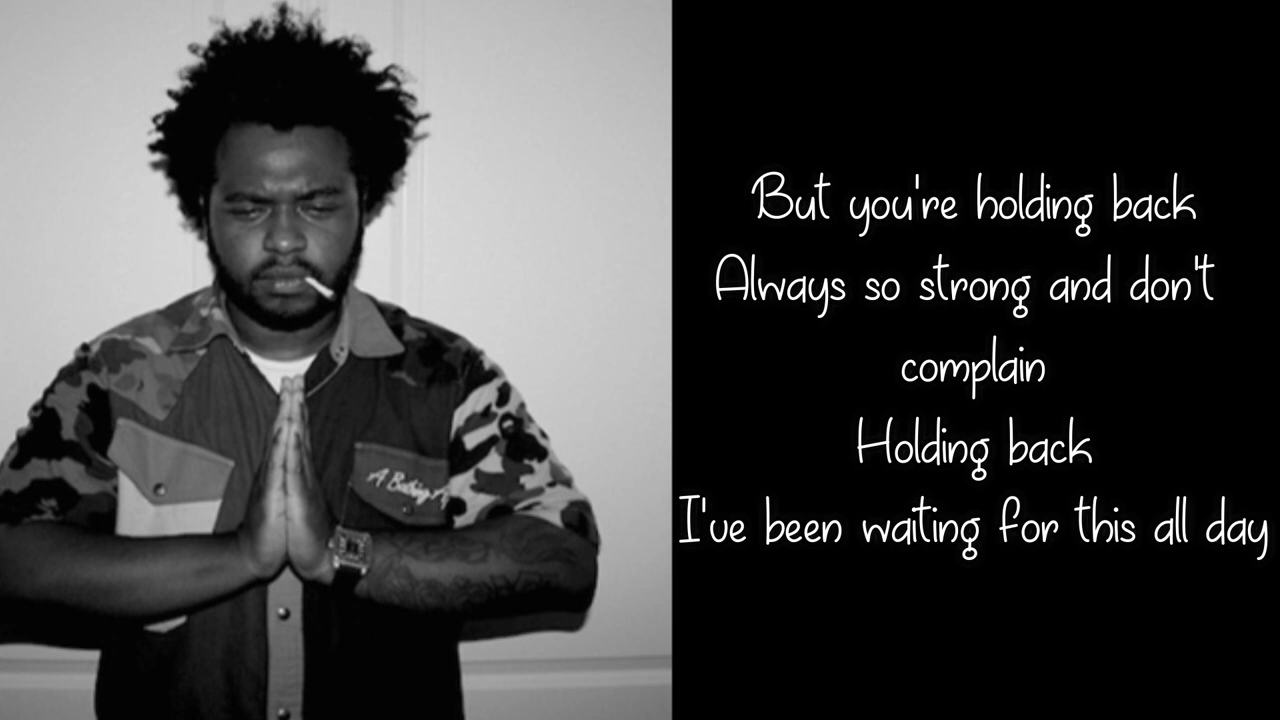 A Bathing A
But you're holding back
Always so strong and don't
complain
Holding back
I've been waiting for this all day